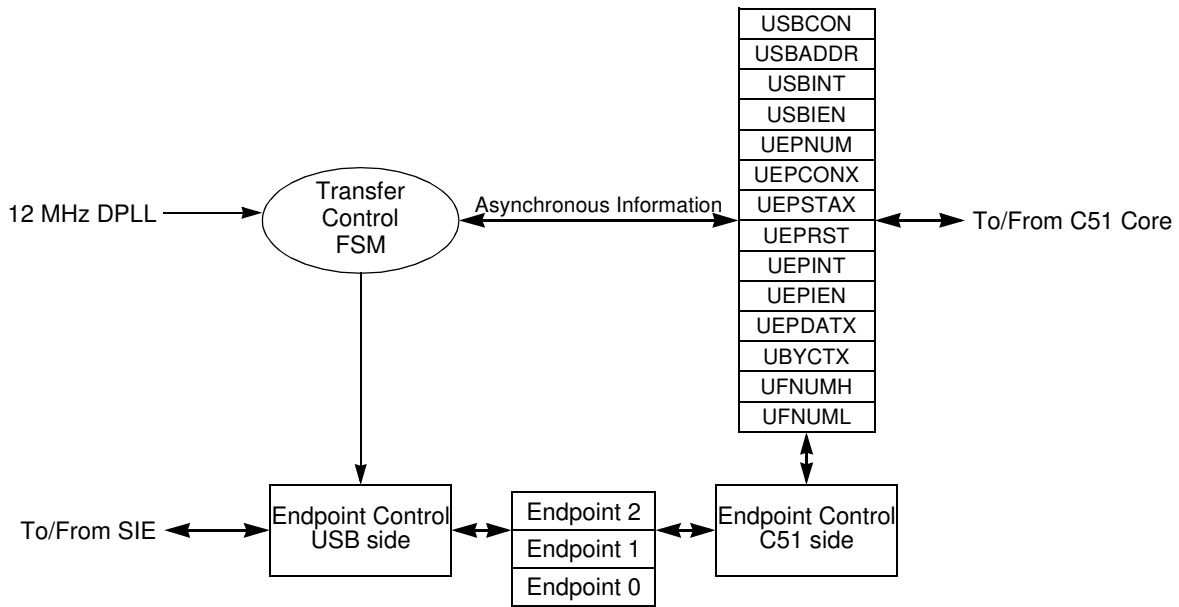 USBCON
USBADDR
USBINT
USBIEN
UEPNUM
UEPCONX
UEPSTAX
UEPRST
UEPINT
UEPIEN
UEPDATX
UBYCTX
UFNUMH
UFNUML
12 MHz DPLL
Transfer
Control
FSM
Asynchronous Information
To/From C51 Core
To/From SIE
Endpoint Control
USB side
Endpoint 2
Endpoint 1
Endpoint 0
Endpoint Control
C51 side